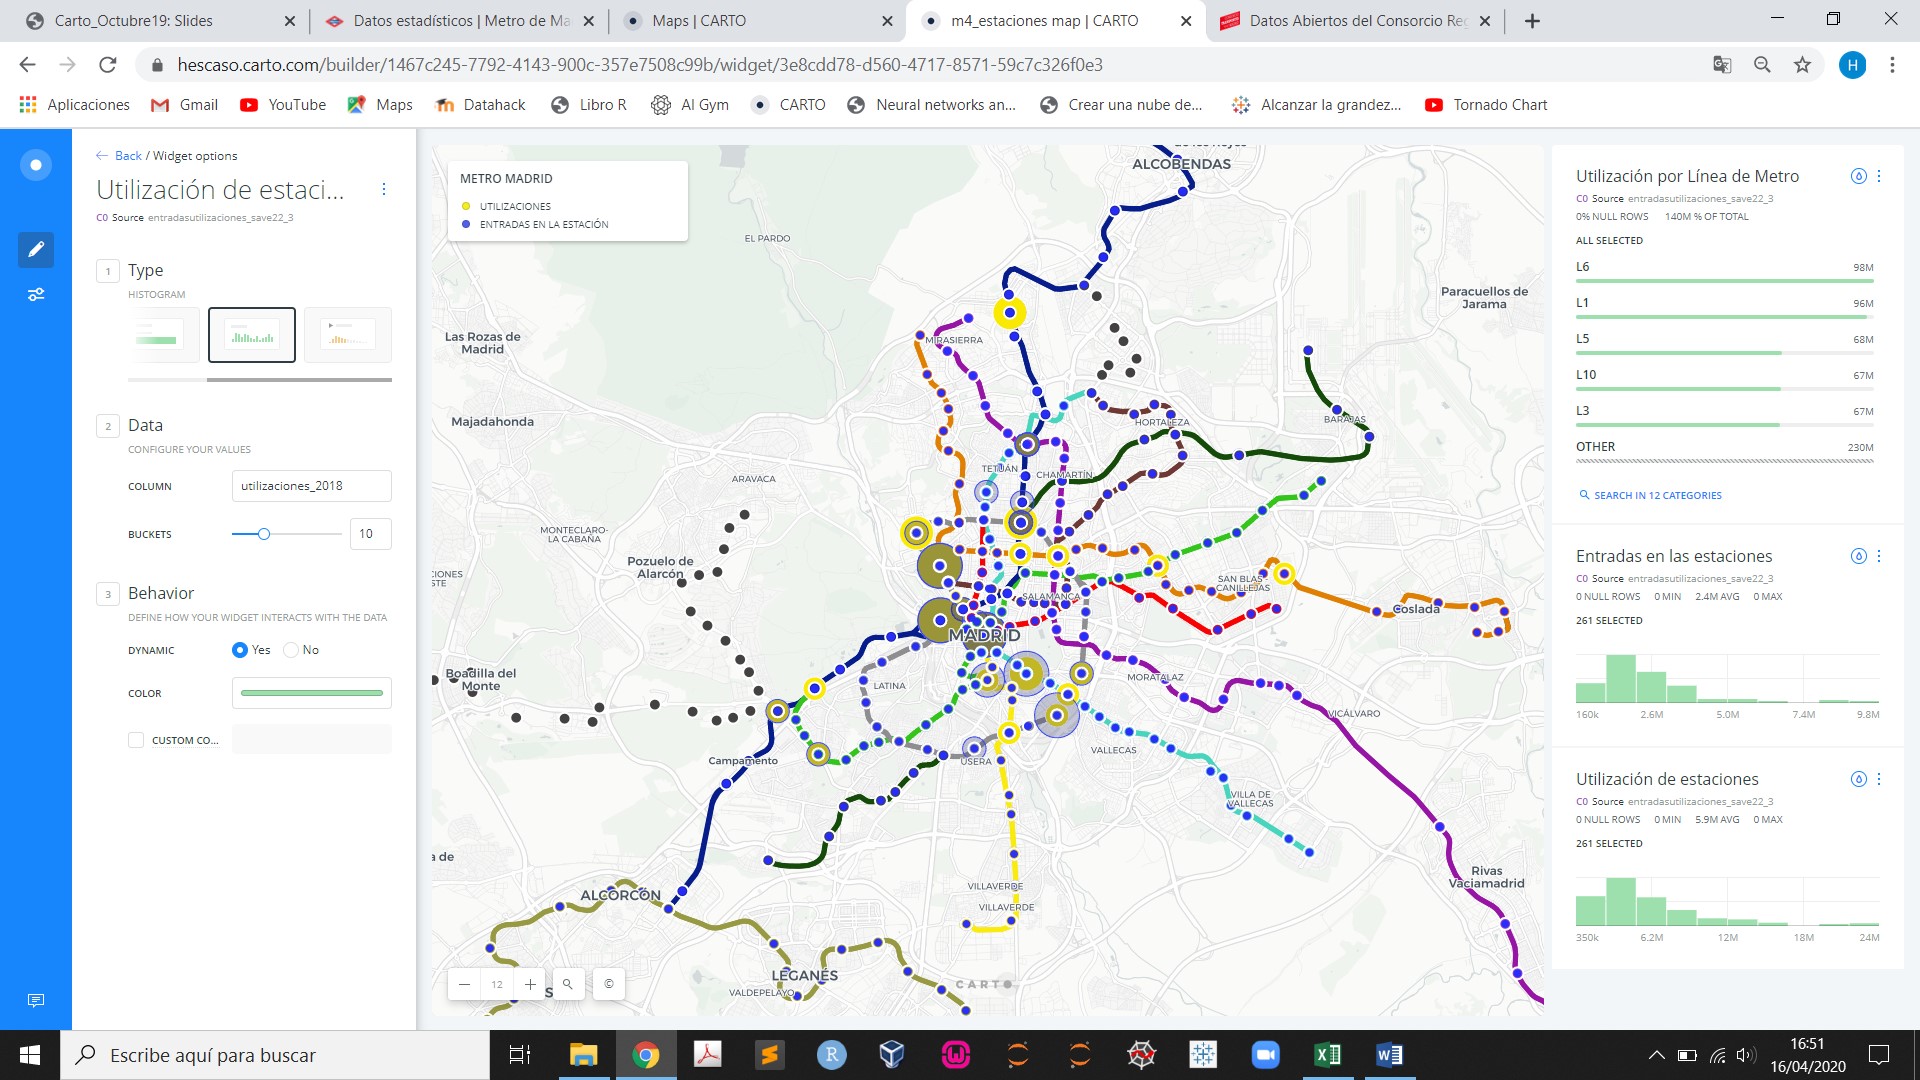 Carto_Octubre19: Slides
Datos estadísticos | Metro de Ma
Maps | CARTO
m4_estaciones map | CARTO
Datos Abiertos del Consorcio Reg
hescaso.carto.com/builder/1467c245-7792-4143-900c-357e7508c99b/widget/3e8cdd78-d560-4717-8571-59c7c326f0e3
H
Aplicaciones
Gmail
YouTube
Maps
Datahack
Libro R
AI Gym
CARTO
Neural networks an...
Crear una nube de...
Alcanzar la grandez...
Tornado Chart
Back / Widget options
Utilización de estaci...
C0 Source entradasutilizaciones_save22_3
1 Type
HISTOGRAM
2 Data
CONFIGURE YOUR VALUES
COLUMN utilizaciones_2018
BUCKETS 10
3 Behavior
DEFINE HOW YOUR WIDGET INTERACTS WITH THE DATA
DYNAMIC Yes No
COLOR
CUSTOM CO...
METRO MADRID
UTILIZACIONES
ENTRADAS EN LA ESTACIÓN
ALCOBENDAS
EL PARDO
Paracuellos de
Jarama
Las Rozas de
Madrid
MIRASIERRA
Majadahonda
HORTALEZA
BARAJAS
TETUÁN
CHAMARTÍN
ARAVACA
MONTECLARO-
LA CABAÑA
Pozuelo de
Alarcón
CIONES
STE
SAN BLAS-
CANILLEJAS
SALAMANCA
Coslada
MADRID
Boadilla del
Monte
LATINA
MORATALAZ
VICÁLVARO
VALLECAS
Campamento
USERA
VILLA DE
VALLECAS
a de
VILLAVERDE
VILLAVERDE
Rivas
Vaciamadrid
ALCORCÓN
LEGANÉS
VALDEPELAYO
S
12
©
CARTO
Utilización por Línea de Metro
C0 Source entradasutilizaciones_save22_3
0% NULL ROWS 140M % OF TOTAL
ALL SELECTED
L6 98M
L1 96M
L5 68M
L10 67M
L3 67M
OTHER 230M
SEARCH IN 12 CATEGORIES
Entradas en las estaciones
C0 Source entradasutilizaciones_save22_3
0 NULL ROWS 0 MIN 2.4M AVG 0 MAX
261 SELECTED
160k 2.6M 5.0M 7.4M 9.8M
Utilización de estaciones
C0 Source entradasutilizaciones_save22_3
0 NULL ROWS 0 MIN 5.9M AVG 0 MAX
261 SELECTED
350k 6.2M 12M 18M 24M
Escribe aquí para buscar
16:51
16/04/2020